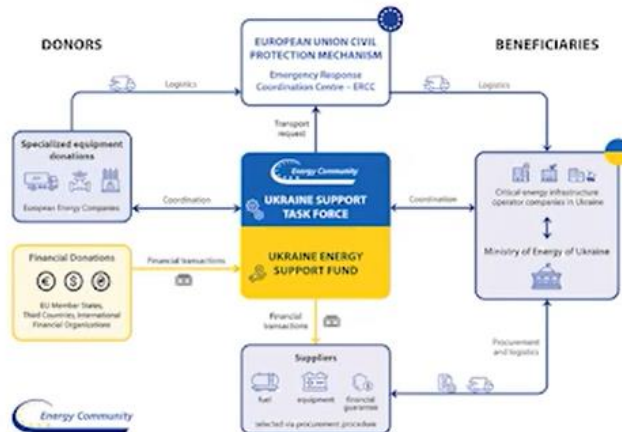 DONORS
EUROPEAN UNION CIVIL
PROTECTION MECHANISM
Emergency Response
Coordination Centre – ERCC
BENEFICIARIES
Logistics
Logistics
Transport
request
Specialized equipment
donations
European Energy Companies
Coordination
Energy Community
UKRAINE SUPPORT
TASK FORCE
Coordination
Critical energy infrastructure
operator companies in Ukraine
Ministry of Energy of Ukraine
Financial Donations
€ $ ₴
EU Member States,
Third Countries, International
Financial Organizations
Financial transactions
UKRAINE ENERGY
SUPPORT FUND
Financial
transactions
Procurement
and logistics
Suppliers
fuel
equipment
financial
guarantee
selected via procurement procedure
Energy Community